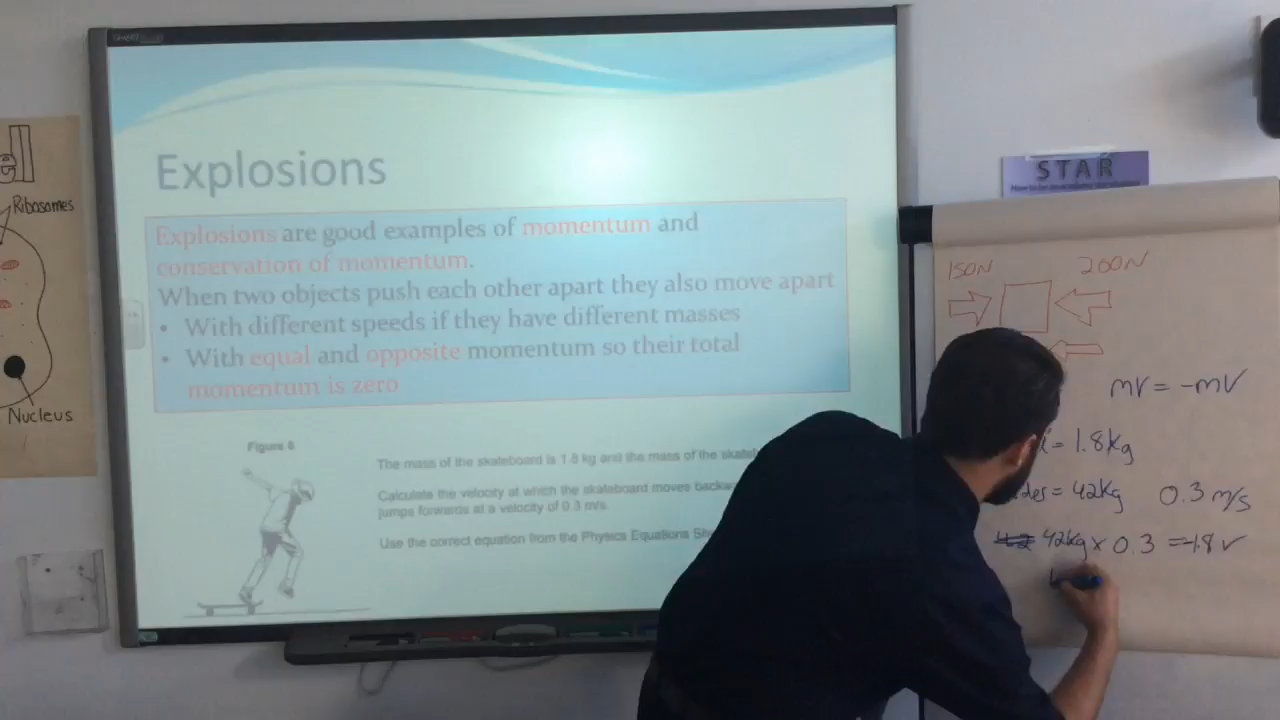 SMART
ell
Ribosomes
Nucleus
Explosions
Explosions are good examples of momentum and
conservation of momentum.
When two objects push each other apart they also move apart
• With different speeds if they have different masses
• With equal and opposite momentum so their total
momentum is zero
Figure 8
The mass of the skateboard is 1.8 kg and the mass of the
Calculate the velocity at which the skateboard moves
jumps forwards at a velocity of 0.3 m/s.
Use the correct equation from the Physics Equations
STAR
150N 200N
mv = -mv
= 1.8kg
= 42kg 0.3 m/s
42kg x 0.3 = -1.8 v